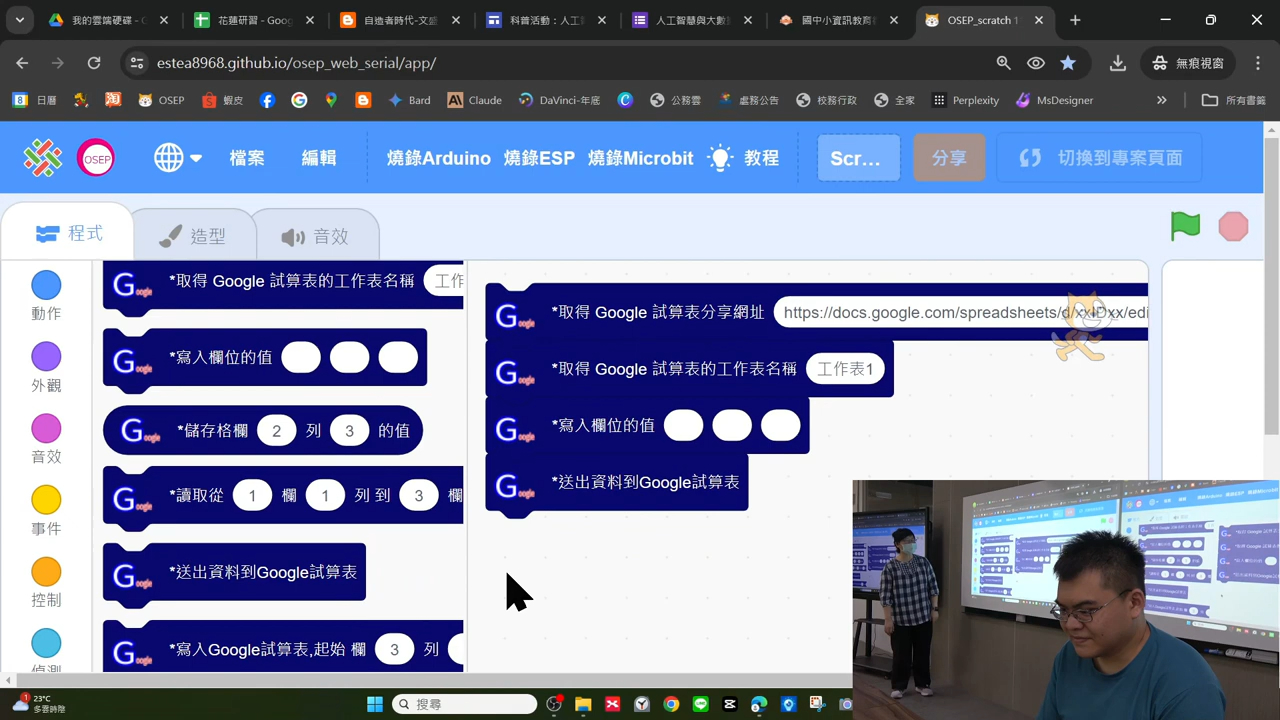 我的雲端硬碟 - G
花蓮研習 - Goog
自造者時代-文盛
科普活動：人工
人工智慧與大數
國中小資訊教育
OSEP_scratch 1
estea8968.github.io/osep_web_serial/app/
無痕視窗
日曆
淘
OSEP
蝦皮
Bard
Claude
DaVinci-年底
公務雲
處務公告
校務行政
全家
Perplexity
MsDesigner
所有書籤
OSEP
檔案
編輯
燒錄Arduino
燒錄ESP
燒錄Microbit
教程
Scr...
分享
切換到專案頁面
程式
造型
音效
動作
外觀
音效
事件
控制
偵測
*取得 Google 試算表的工作表名稱 工作
*寫入欄位的值
*儲存格欄 2 列 3 的值
*讀取從 1 欄 1 列 到 3 欄
*送出資料到Google試算表
*寫入Google試算表,起始 欄 3 列
*取得 Google 試算表分享網址 https://docs.google.com/spreadsheets/d/xxIDxx/edi
*取得 Google 試算表的工作表名稱 工作表1
*寫入欄位的值
*送出資料到Google試算表
23°C
多雲時陰
搜尋